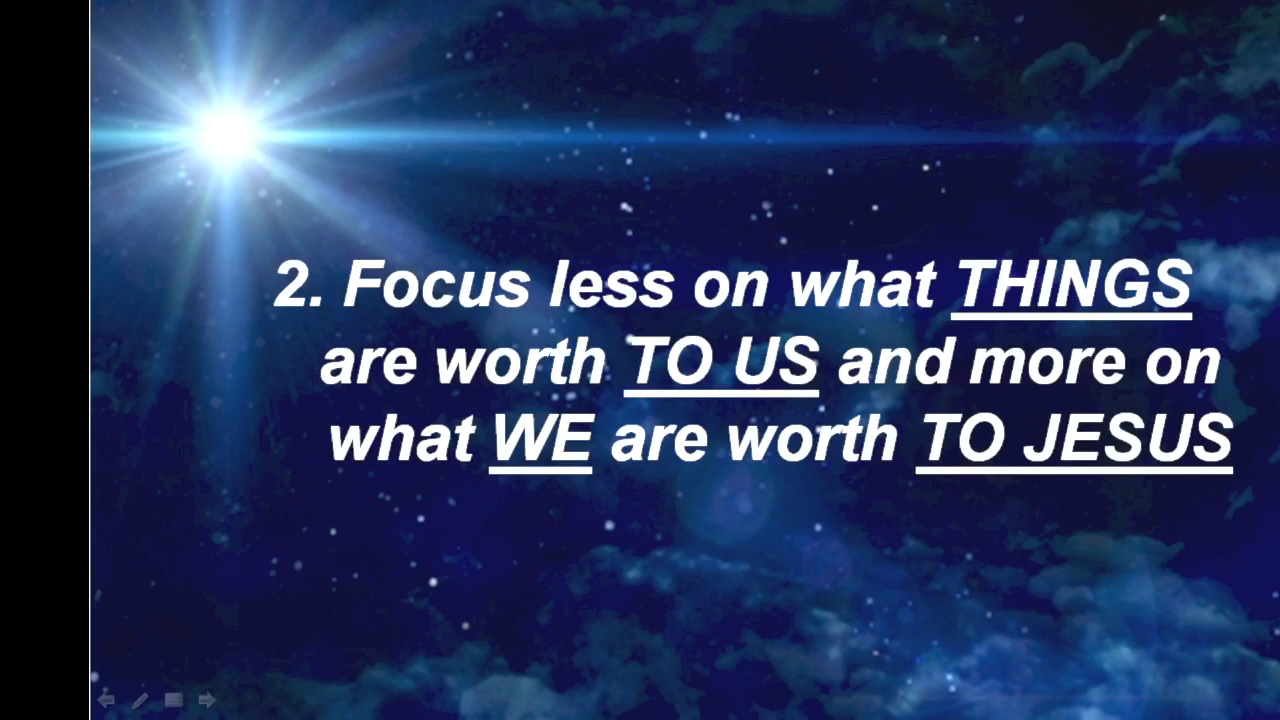 2. Focus less on what THINGS
are worth TO US and more on
what WE are worth TO JESUS